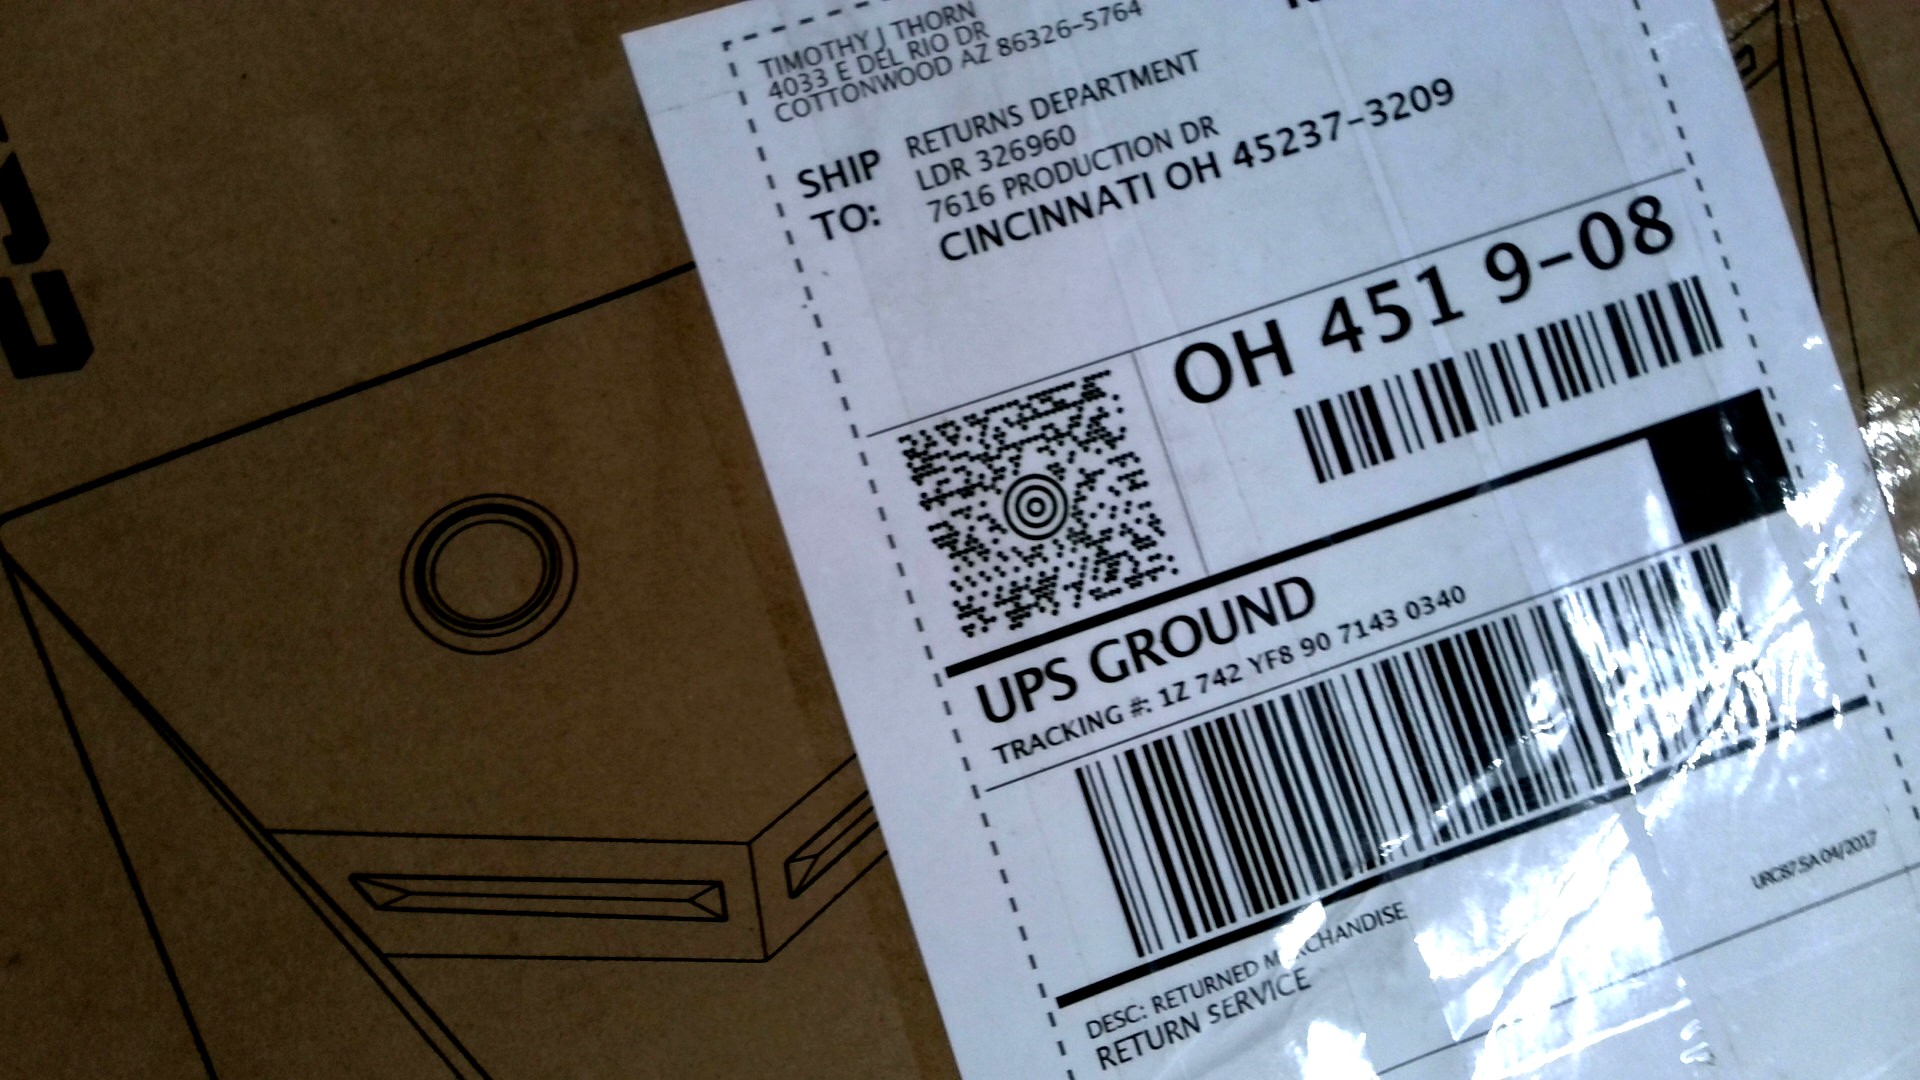 TIMOTHY J THORN
4033 E DEL RIO DR
COTTONWOOD AZ 86326-5764
SHIP TO:
RETURNS DEPARTMENT
LDR 326960
7616 PRODUCTION DR
CINCINNATI OH 45237-3209
OH 451 9-08
UPS GROUND
TRACKING #: 1Z 742 YF8 90 7143 0340
URC87.5A 04/2017
DESC: RETURNED MERCHANDISE
RETURN SERVICE